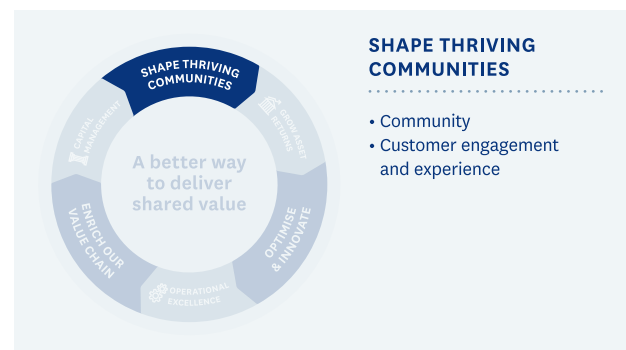 SHAPE THRIVING
COMMUNITIES
GROW ASSET
RETURNS
OPTIMISE
& INNOVATE
OPERATIONAL
EXCELLENCE
ENRICH OUR
VALUE CHAIN
CAPITAL
MANAGEMENT
A better way
to deliver
shared value
SHAPE THRIVING
COMMUNITIES
• Community
• Customer engagement
and experience